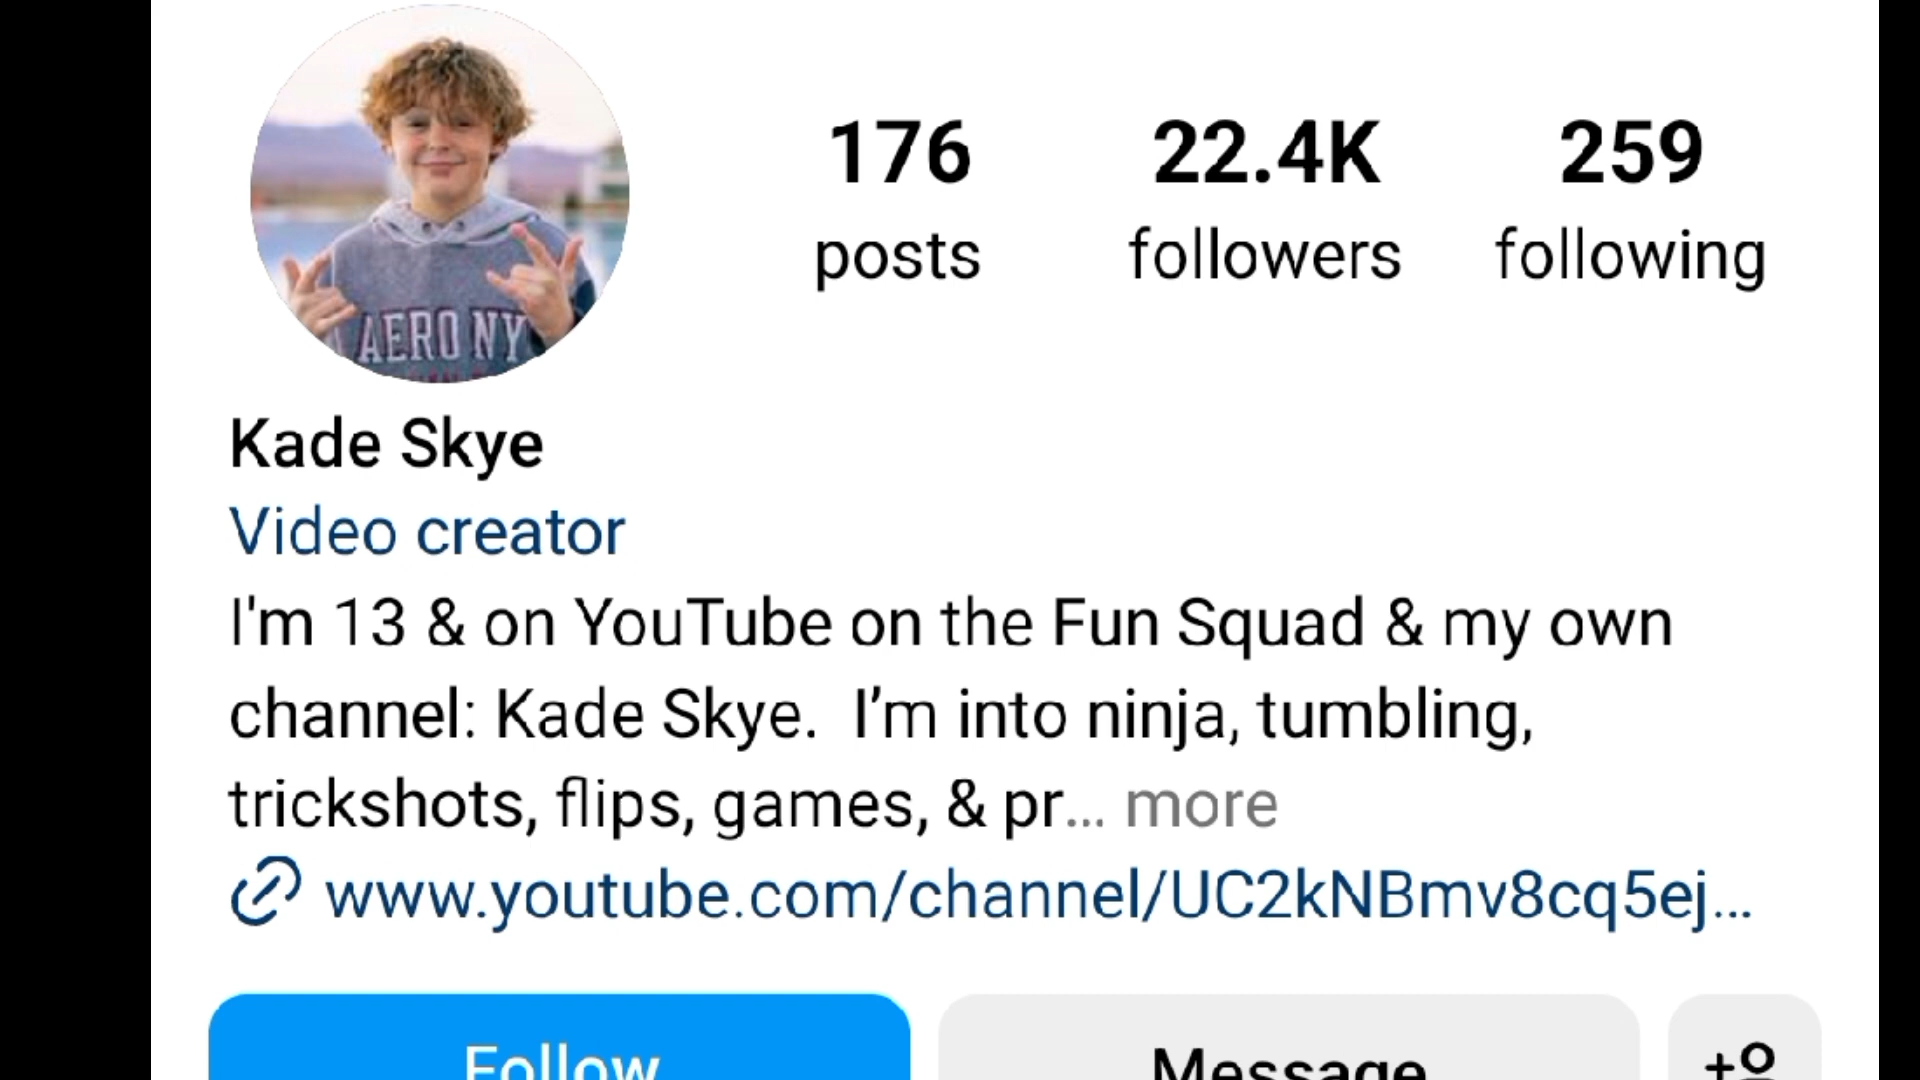 AERO NY
176 22.4K 259
posts followers following
Kade Skye
Video creator
I'm 13 & on YouTube on the Fun Squad & my own
channel: Kade Skye.  I’m into ninja, tumbling,
trickshots, flips, games, & pr... more
www.youtube.com/channel/UC2kNBmv8cq5ej...
Follow Message